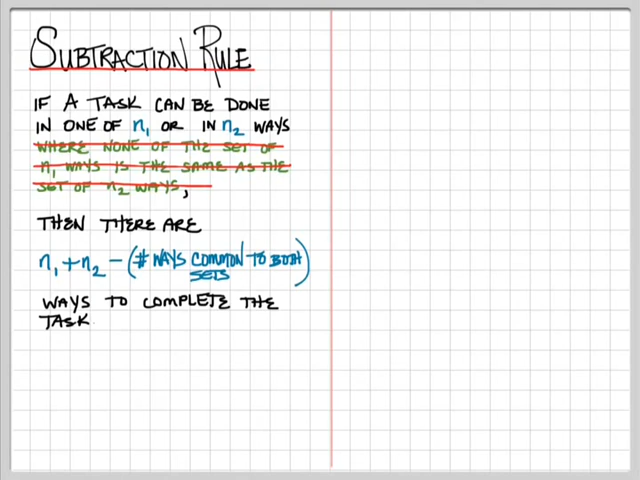 SUBTRACTION RULE
IF A TASK CAN BE DONE
IN ONE OF n₁ OR IN n₂ WAYS
WHERE NONE OF THE SET OF
n₁ WAYS IS THE SAME AS THE
SET OF n₂ WAYS,
THEN THERE ARE
n₁ + n₂ - (# WAYS COMMON TO BOTH
SETS)
WAYS TO COMPLETE THE
TASK